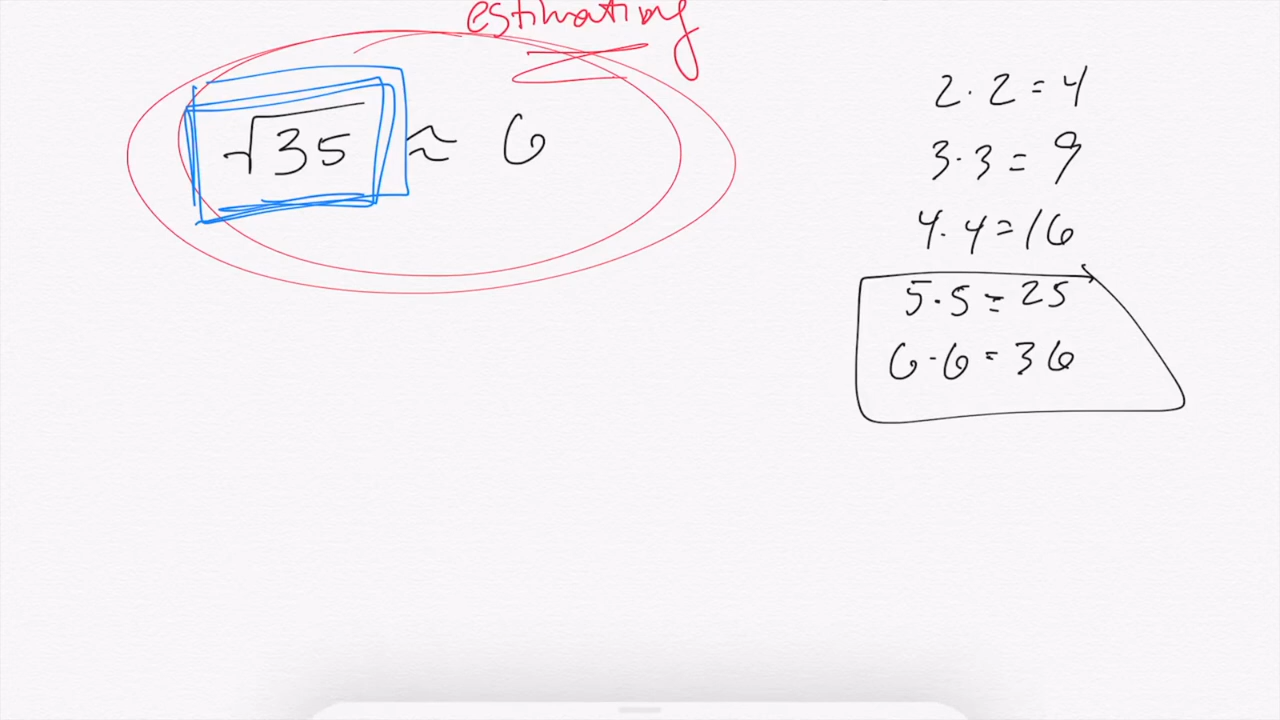 estimating
√35 ≈ 6
2·2=4
3·3=9
4·4=16
5·5=25
6·6=36